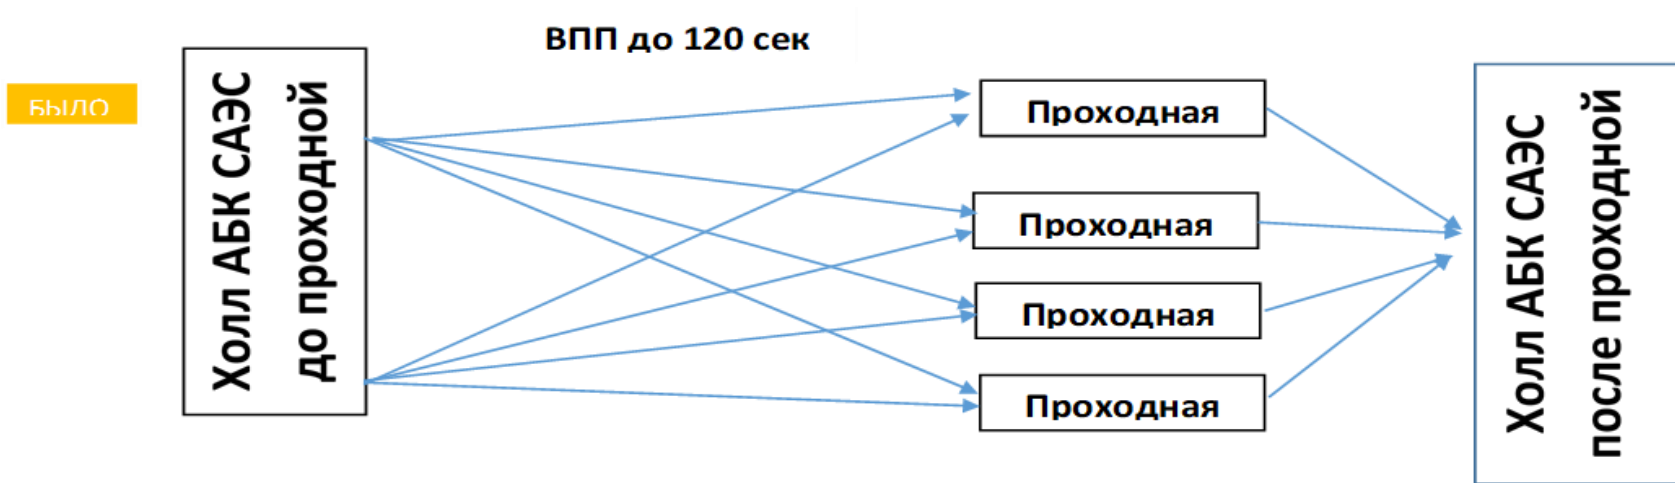 ВПП до 120 сек
БЫЛО
Холл АБК САЭС
до проходной
Проходная
Проходная
Проходная
Проходная
Холл АБК САЭС
после проходной